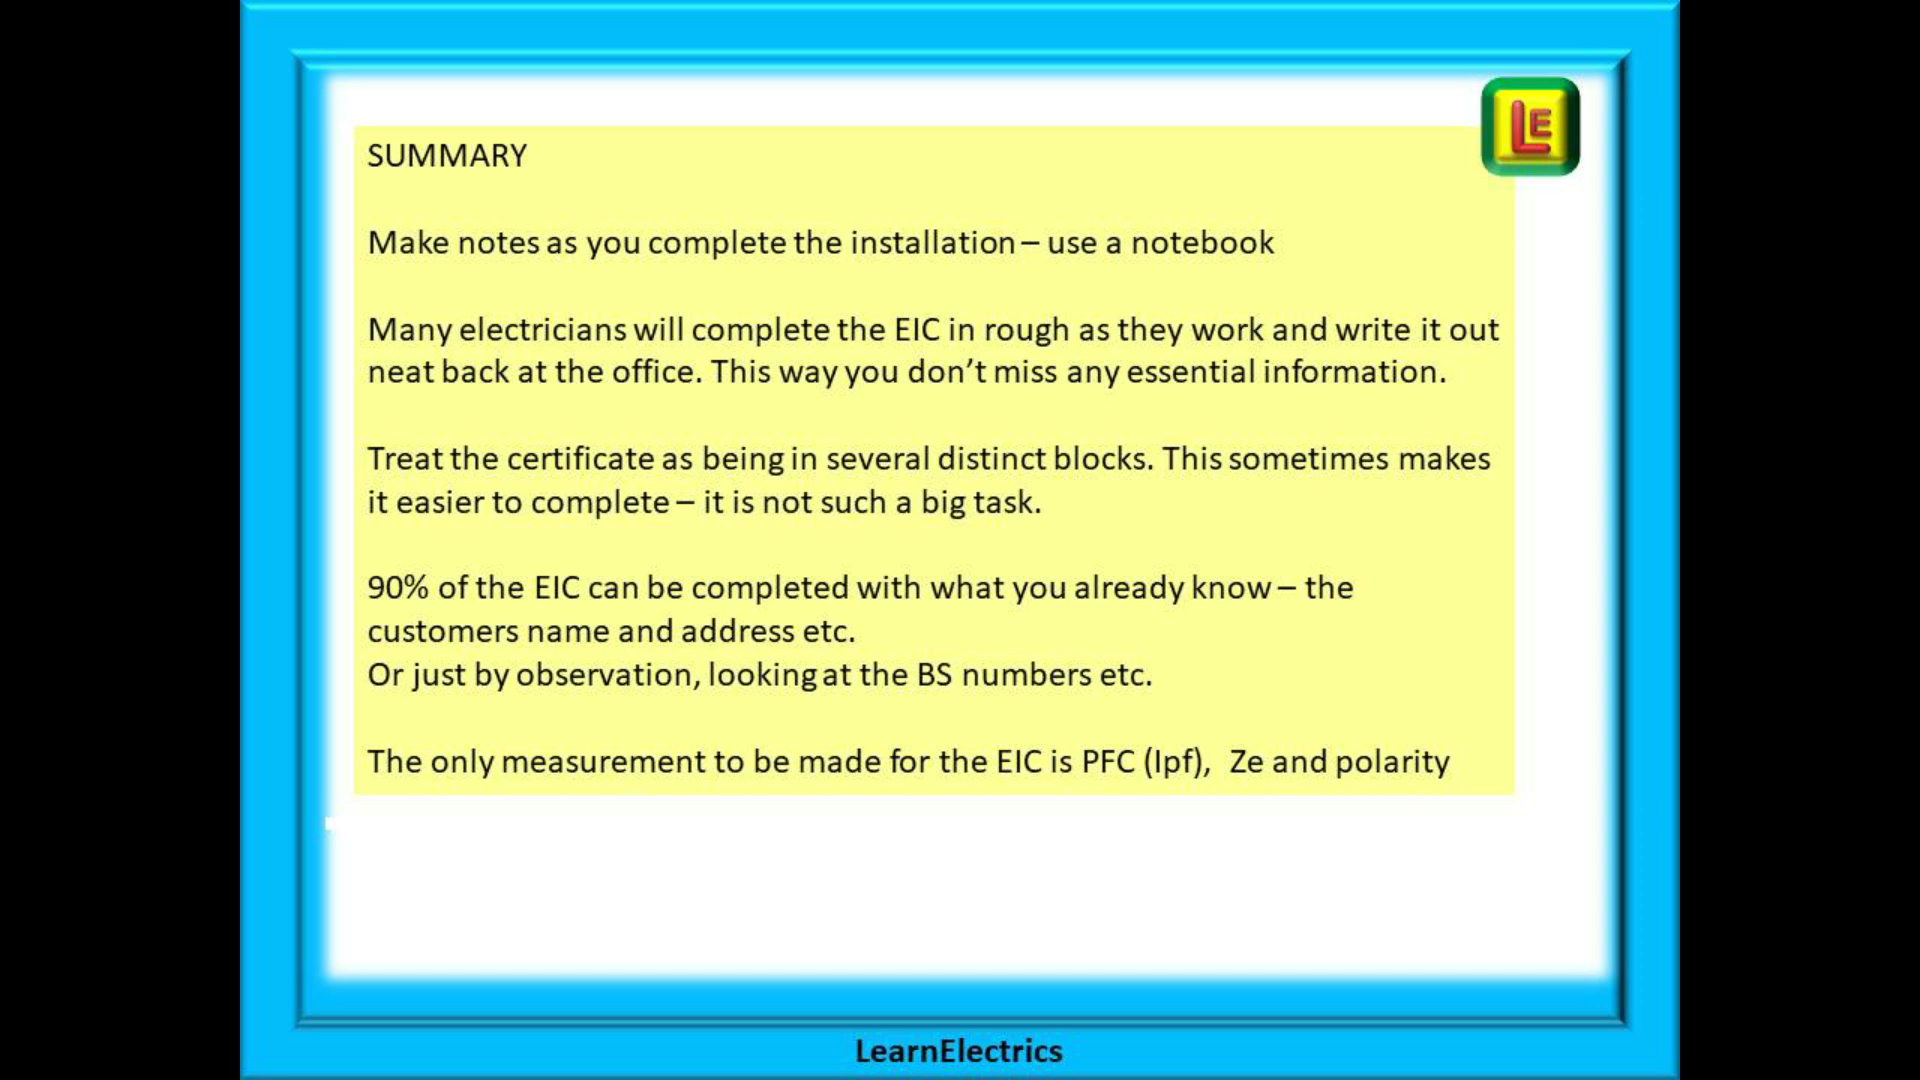 LE
SUMMARY
Make notes as you complete the installation – use a notebook
Many electricians will complete the EIC in rough as they work and write it out
neat back at the office. This way you don’t miss any essential information.
Treat the certificate as being in several distinct blocks. This sometimes makes
it easier to complete – it is not such a big task.
90% of the EIC can be completed with what you already know – the
customers name and address etc.
Or just by observation, looking at the BS numbers etc.
The only measurement to be made for the EIC is PFC (Ipf),  Ze and polarity
LearnElectrics